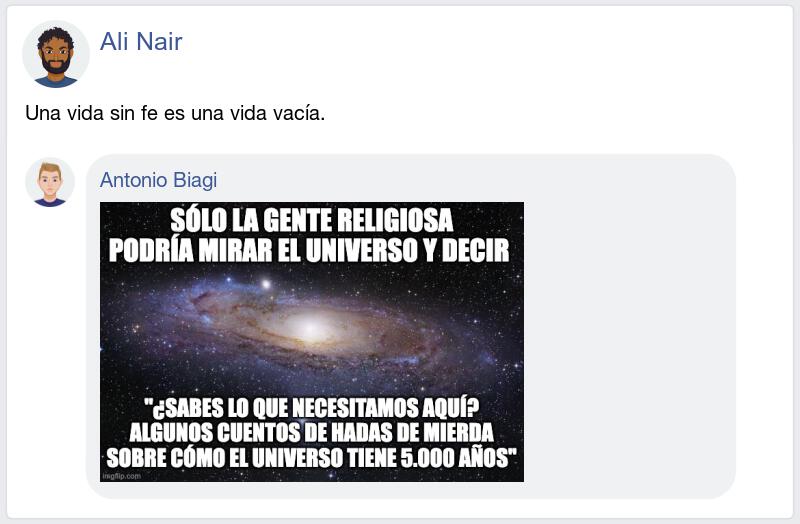 Ali Nair
Una vida sin fe es una vida vacía.
Antonio Biagi
SÓLO LA GENTE RELIGIOSA
PODRÍA MIRAR EL UNIVERSO Y DECIR
"¿SABES LO QUE NECESITAMOS AQUÍ?
ALGUNOS CUENTOS DE HADAS DE MIERDA
SOBRE CÓMO EL UNIVERSO TIENE 5.000 AÑOS"
imgflip.com